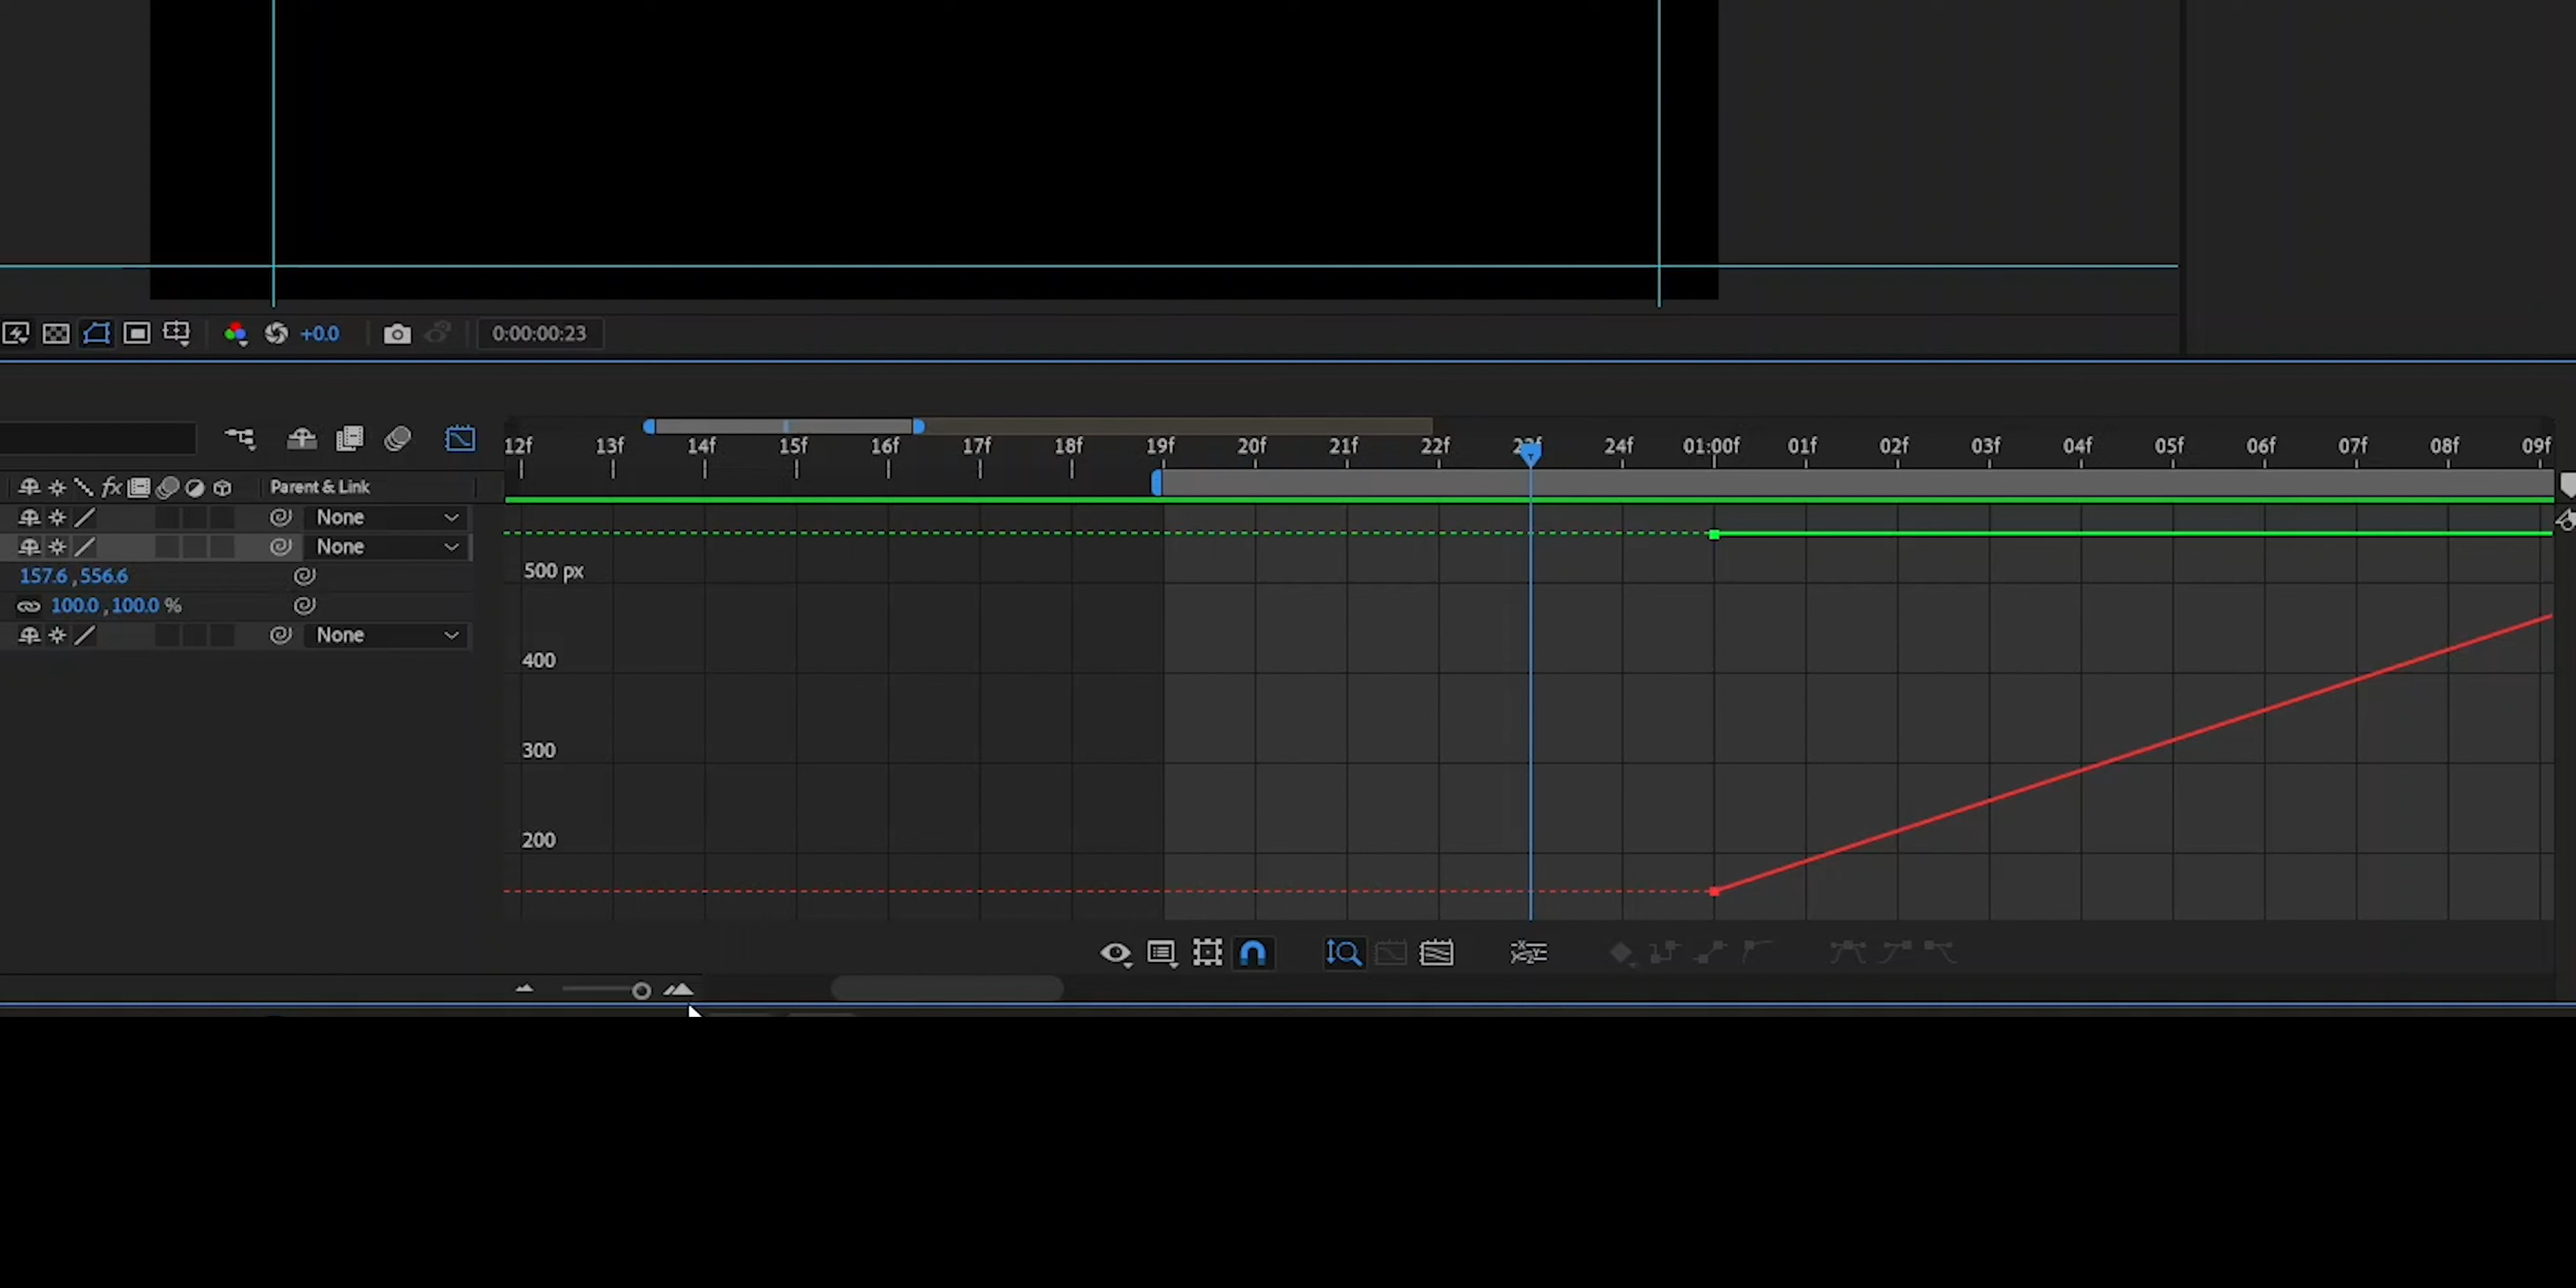 +0.0 0:00:00:23
12f 13f 14f 15f 16f 17f 18f 19f 20f 21f 22f 23f 24f 01:00f 01f 02f 03f 04f 05f 06f 07f 08f 09f
fx Parent & Link
None
None
157.6 ,556.6
100.0 ,100.0 %
None
500 px
400
300
200